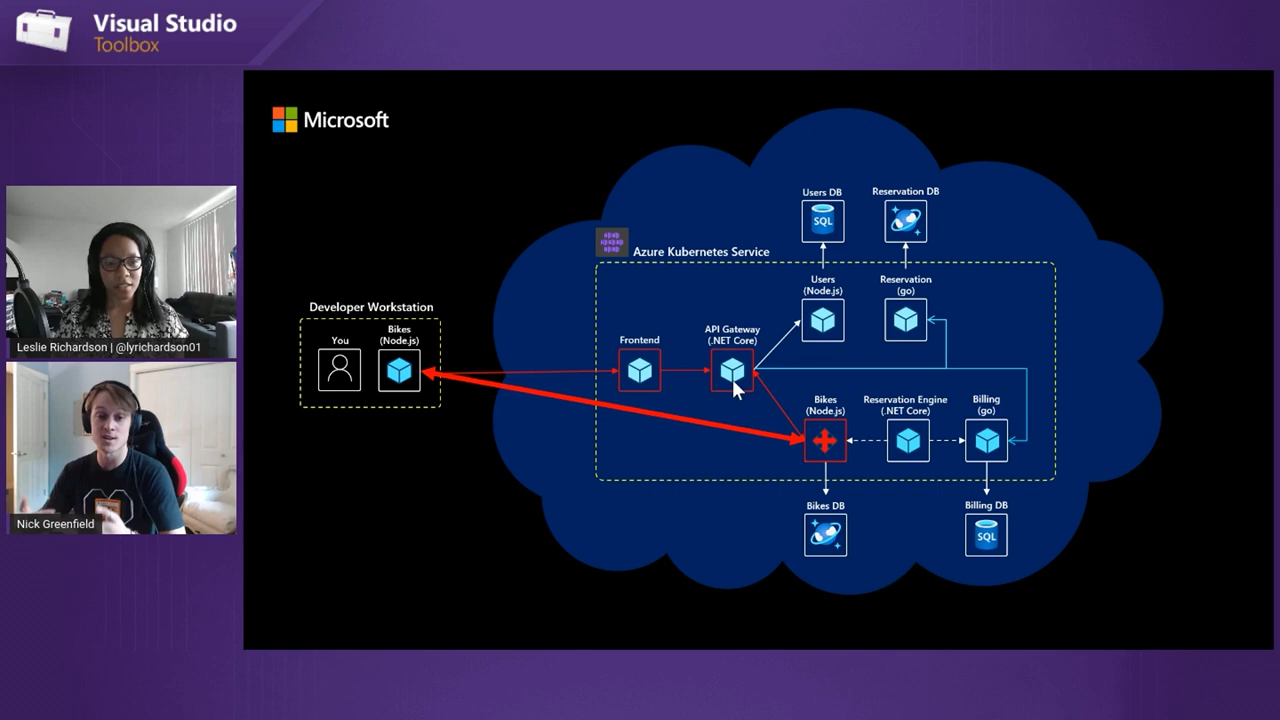 Visual Studio
Toolbox
Microsoft
Users DB
Reservation DB
SQL
Azure Kubernetes Service
Users
(Node.js)
Reservation
(go)
Developer Workstation
You
Bikes
(Node.js)
Frontend
API Gateway
(.NET Core)
Leslie Richardson | @lyrichardson01
Bikes
(Node.js)
Reservation Engine
(.NET Core)
Billing
(go)
Bikes DB
Billing DB
SQL
Nick Greenfield